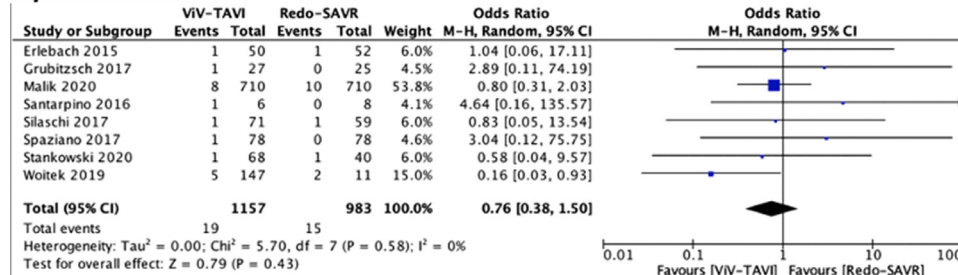 ViV-TAVI Redo-SAVR Odds Ratio Odds Ratio
Study or Subgroup Events Total Events Total Weight M-H, Random, 95% CI M-H, Random, 95% CI
Erlebach 2015 1 50 1 52 6.0% 1.04 [0.06, 17.11]
Grubitzsch 2017 1 27 0 25 4.5% 2.89 [0.11, 74.19]
Malik 2020 8 710 10 710 53.8% 0.80 [0.31, 2.03]
Santarpino 2016 1 6 0 8 4.1% 4.64 [0.16, 135.57]
Silaschi 2017 1 71 1 59 6.0% 0.83 [0.05, 13.54]
Spaziano 2017 1 78 0 78 4.6% 3.04 [0.12, 75.75]
Stankowski 2020 1 68 1 40 6.0% 0.58 [0.04, 9.57]
Woitek 2019 5 147 2 11 15.0% 0.16 [0.03, 0.93]
Total (95% CI) 1157 983 100.0% 0.76 [0.38, 1.50]
Total events 19 15
Heterogeneity: Tau² = 0.00; Chi² = 5.70, df = 7 (P = 0.58); I² = 0%
Test for overall effect: Z = 0.79 (P = 0.43)
0.01 0.1 1 10 100
Favours [ViV-TAVI] Favours [Redo-SAVR]